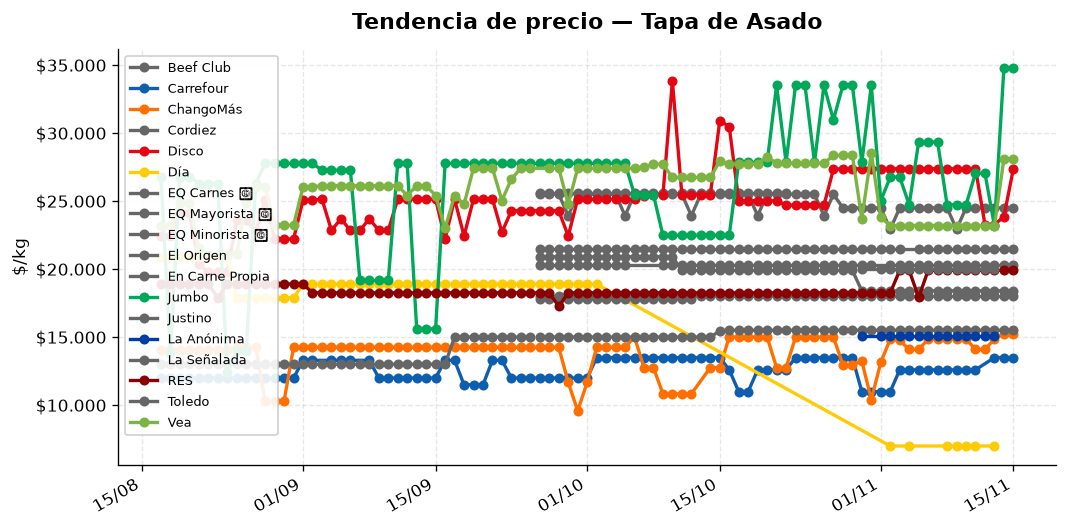 Tendencia de precio — Tapa de Asado
$/kg
$35.000
$30.000
$25.000
$20.000
$15.000
$10.000
Beef Club
Carrefour
ChangoMás
Cordiez
Disco
Día
EQ Carnes
EQ Mayorista
EQ Minorista
El Origen
En Carne Propia
Jumbo
Justino
La Anónima
La Señalada
RES
Toledo
Vea
15/08
01/09
15/09
01/10
15/10
01/11
15/11